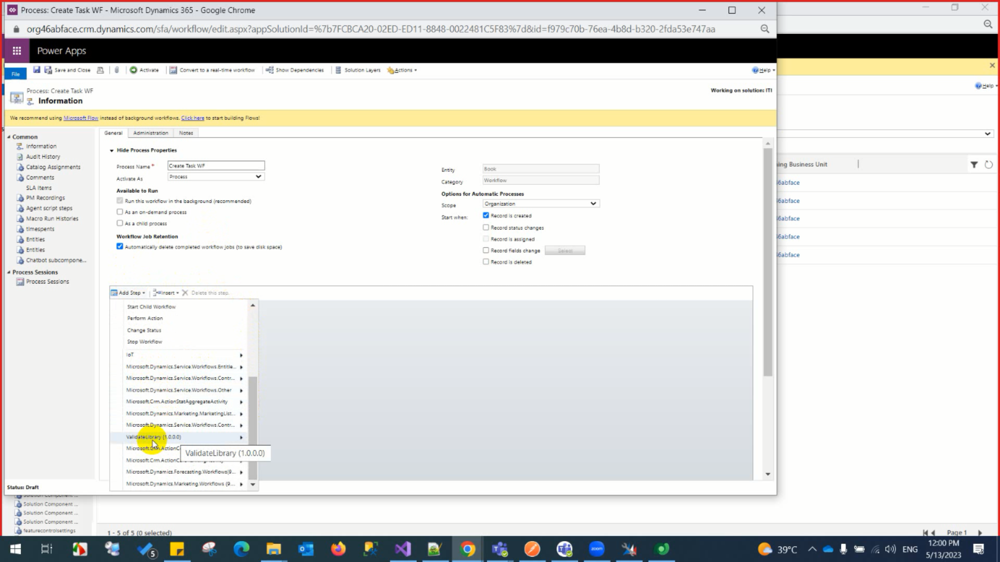 Process: Create Task WF - Microsoft Dynamics 365 - Google Chrome
org46abface.crm.dynamics.com/sfa/workflow/edit.aspx?appSolutionId=%7b7FCBCA20-02ED-ED11-8848-0022481C5F83%7d&id=f979c70b-76ea-4b8d-b320-2fda53e747aa
Power Apps
File
Save and Close
Activate
Convert to a real-time workflow
Show Dependencies
Solution Layers
Actions
Help
Help
Process: Create Task WF
Information
Working on solution: ITI
We recommend using Microsoft Flow instead of background workflows. Click here to start building Flows!
Common
Information
Audit History
Catalog Assignments
Comments
SLA Items
PM Recordings
Agent script steps
Macro Run Histories
timespents
Entities
Entities
Chatbot subcompone...
Process Sessions
Process Sessions
General
Administration
Notes
Hide Process Properties
Process Name *
Create Task WF
Activate As
Process
Available to Run
Run this workflow in the background (recommended)
As an on-demand process
As a child process
Workflow Job Retention
Automatically delete completed workflow jobs (to save disk space)
Entity
Book
Category
Workflow
Options for Automatic Processes
Scope
Organization
Start when:
Record is created
Record status changes
Record is assigned
Record fields change
Select
Record is deleted
Add Step
Insert
Delete this step.
Start Child Workflow
Perform Action
Change Status
Stop Workflow
IoT
Microsoft.Dynamics.Service.Workflows.Entitle...
Microsoft.Dynamics.Service.Workflows.Contr...
Microsoft.Dynamics.Service.Workflows.Other
Microsoft.Crm.ActionStatAggregateActivity
Microsoft.Dynamics.Marketing.MarketingList...
Microsoft.Dynamics.Service.Workflows.Contr...
ValidateLibrary (1.0.0.0)
Microsoft.Crm.ActionC
ValidateLibrary (1.0.0.0)
Microsoft.Crm.ActionC
Microsoft.Dynamics.Forecasting.Workflows(9...
Microsoft.Dynamics.Marketing.Workflows (9...
Status: Draft
ing Business Unit
6abface
6abface
6abface
6abface
6abface
Solution Component ...
Solution Component ...
Solution Component ...
Solution Component ...
featurecontrolsettings
1 - 5 of 5 (0 selected)
Page 1
5
zoom
39°C
ENG
12:00 PM
5/13/2023